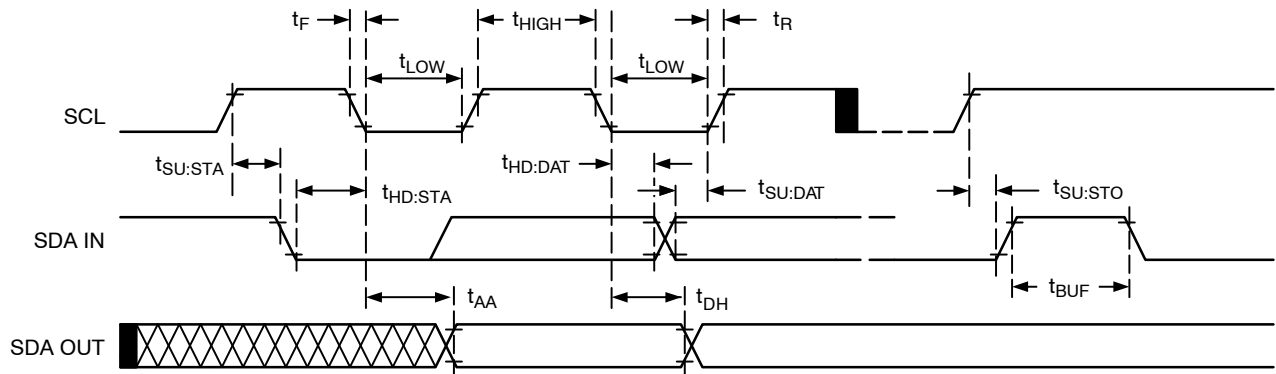 tF
tHIGH
tR
tLOW
tLOW
SCL
tSU:STA
tHD:STA
tHD:DAT
tSU:DAT
tSU:STO
SDA IN
tAA
tDH
tBUF
SDA OUT